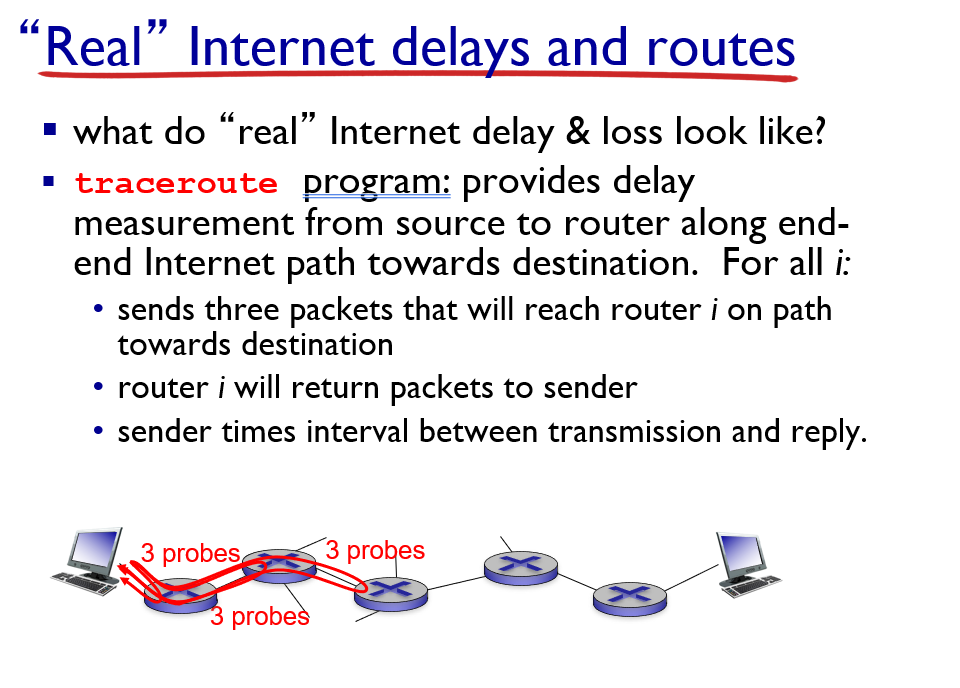 “Real” Internet delays and routes
▪ what do “real” Internet delay & loss look like?
▪ traceroute program: provides delay
measurement from source to router along end-
end Internet path towards destination. For all i:
• sends three packets that will reach router i on path
towards destination
• router i will return packets to sender
• sender times interval between transmission and reply.
3 probes
3 probes
3 probes